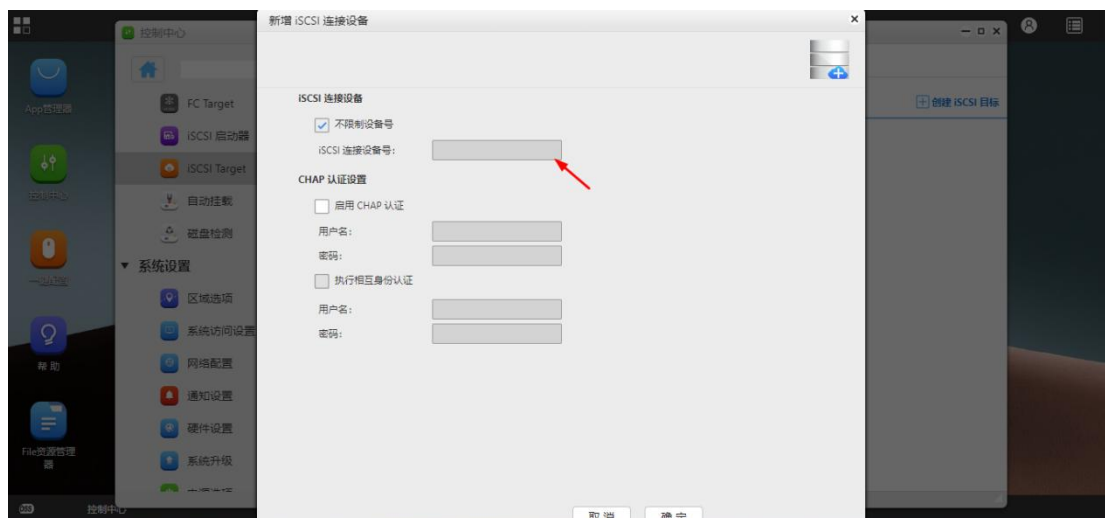 新增 iSCSI 连接设备
控制中心
App管理器
控制中心
帮 助
File资源管理器
控制中心
FC Target
iSCSI 启动器
iSCSI Target
自动挂载
磁盘检测
系统设置
区域选项
系统访问设置
网络配置
通知设置
硬件设置
系统升级
创建 iSCSI 目标
iSCSI 连接设备
不限制设备号
iSCSI 连接设备号:
CHAP 认证设置
启用 CHAP 认证
用户名:
密码:
执行相互身份认证
用户名:
密码:
取 消
确 定